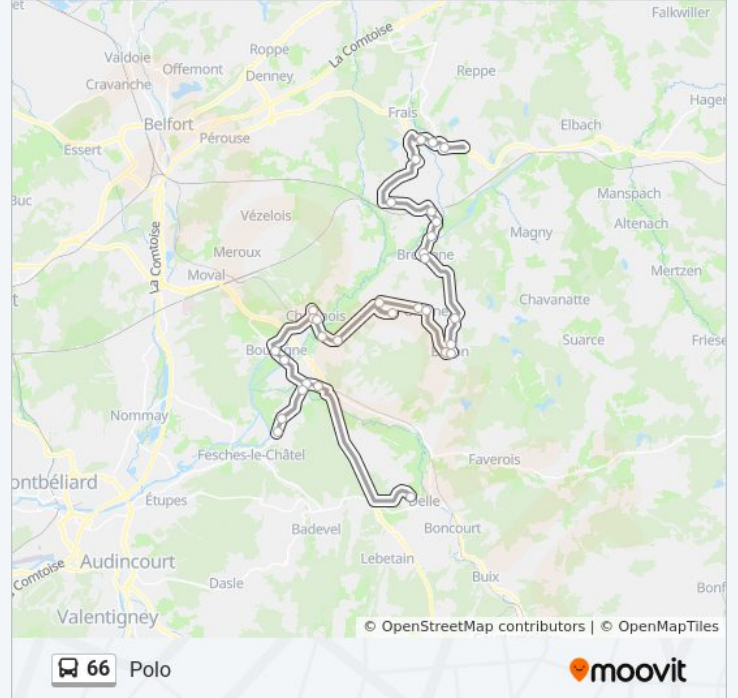 et
Falkwiller
Valdoie
Roppe
La Comtoise
Offemont
Denney
Reppe
Cravanche
Hager
Frais
Belfort
Elbach
Pérouse
Essert
Manspach
Buc
Vézelois
Altenach
Magny
La Comtoise
Meroux
Moval
Mertzen
Chavanatte
Suarce
Friese
Nommay
Fesches-le-Châtel
Faverois
ontbéliard
Étupes
Delle
Badevel
Boncourt
Audincourt
Lebetain
Comtoise
Dasle
Buix
Bonf
Valentigney
© OpenStreetMap contributors | © OpenMapTiles
66 Polo
moovit